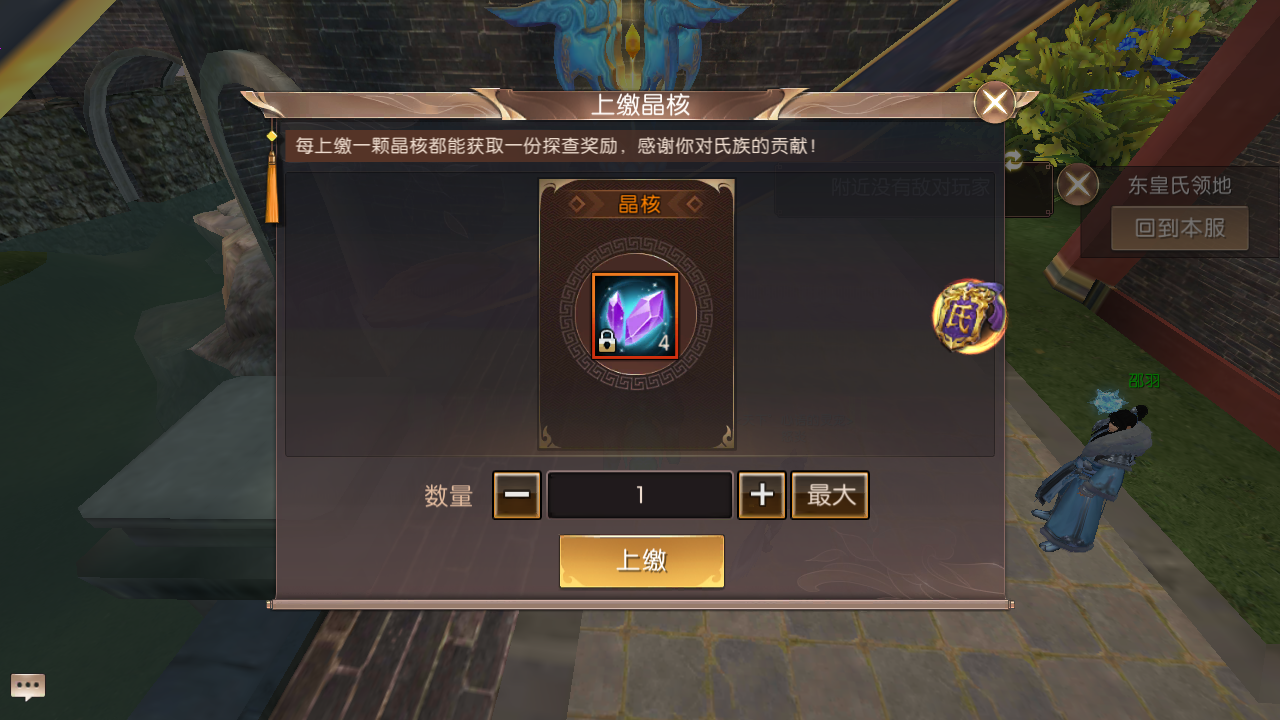 上缴晶核
每上缴一颗晶核都能获取一份探查奖励，感谢你对氏族的贡献！
附近没有敌对玩家
东皇氏领地
晶核
回到本服
氏
4
邵羽
数量
1
最大
上缴